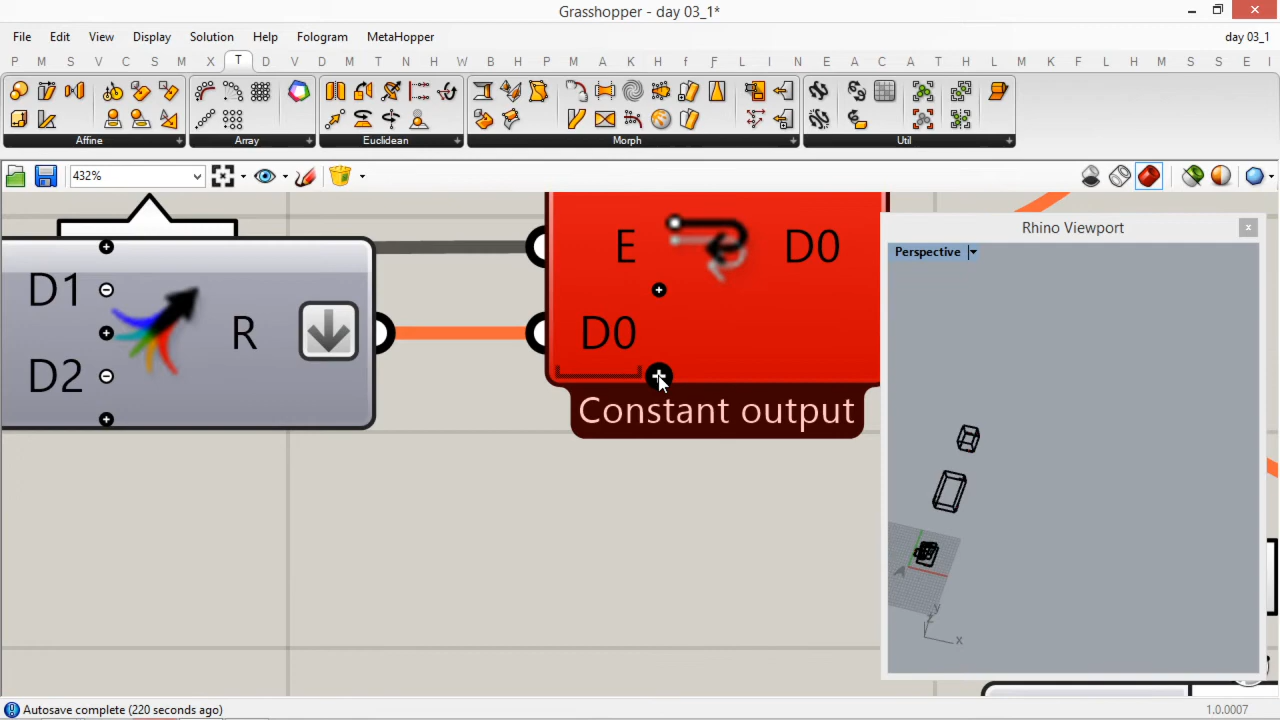 Grasshopper - day 03_1*
File Edit View Display Solution Help Fologram MetaHopper day 03_1
P M S V C S M X S T D V C M T R W B H P M A K H f F L A I N E C A A H L X M F K H S E I
Affine Array Euclidean Morph Util
432%
Rhino Viewport
Perspective
D1
R
D2
E D0
D0
Constant output
z y
x
Autosave complete (220 seconds ago) 1.0.0007